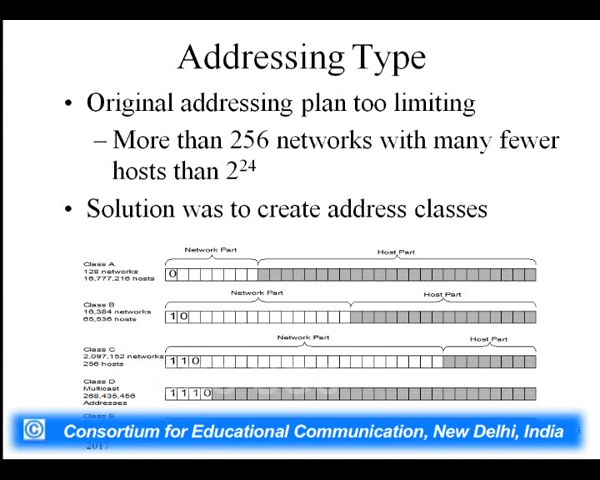 Addressing Type
• Original addressing plan too limiting
– More than 256 networks with many fewer
hosts than 2²⁴
• Solution was to create address classes
Network Part
Host Part
Class A
128 networks
16,777,216 hosts
0
Network Part
Host Part
Class B
16,384 networks
65,536 hosts
1 0
Network Part
Host Part
Class C
2,097,152 networks
256 hosts
1 1 0
Class D
Multicast
268,435,456
Addresses
1 1 1 0
© Consortium for Educational Communication, New Delhi, India
2017